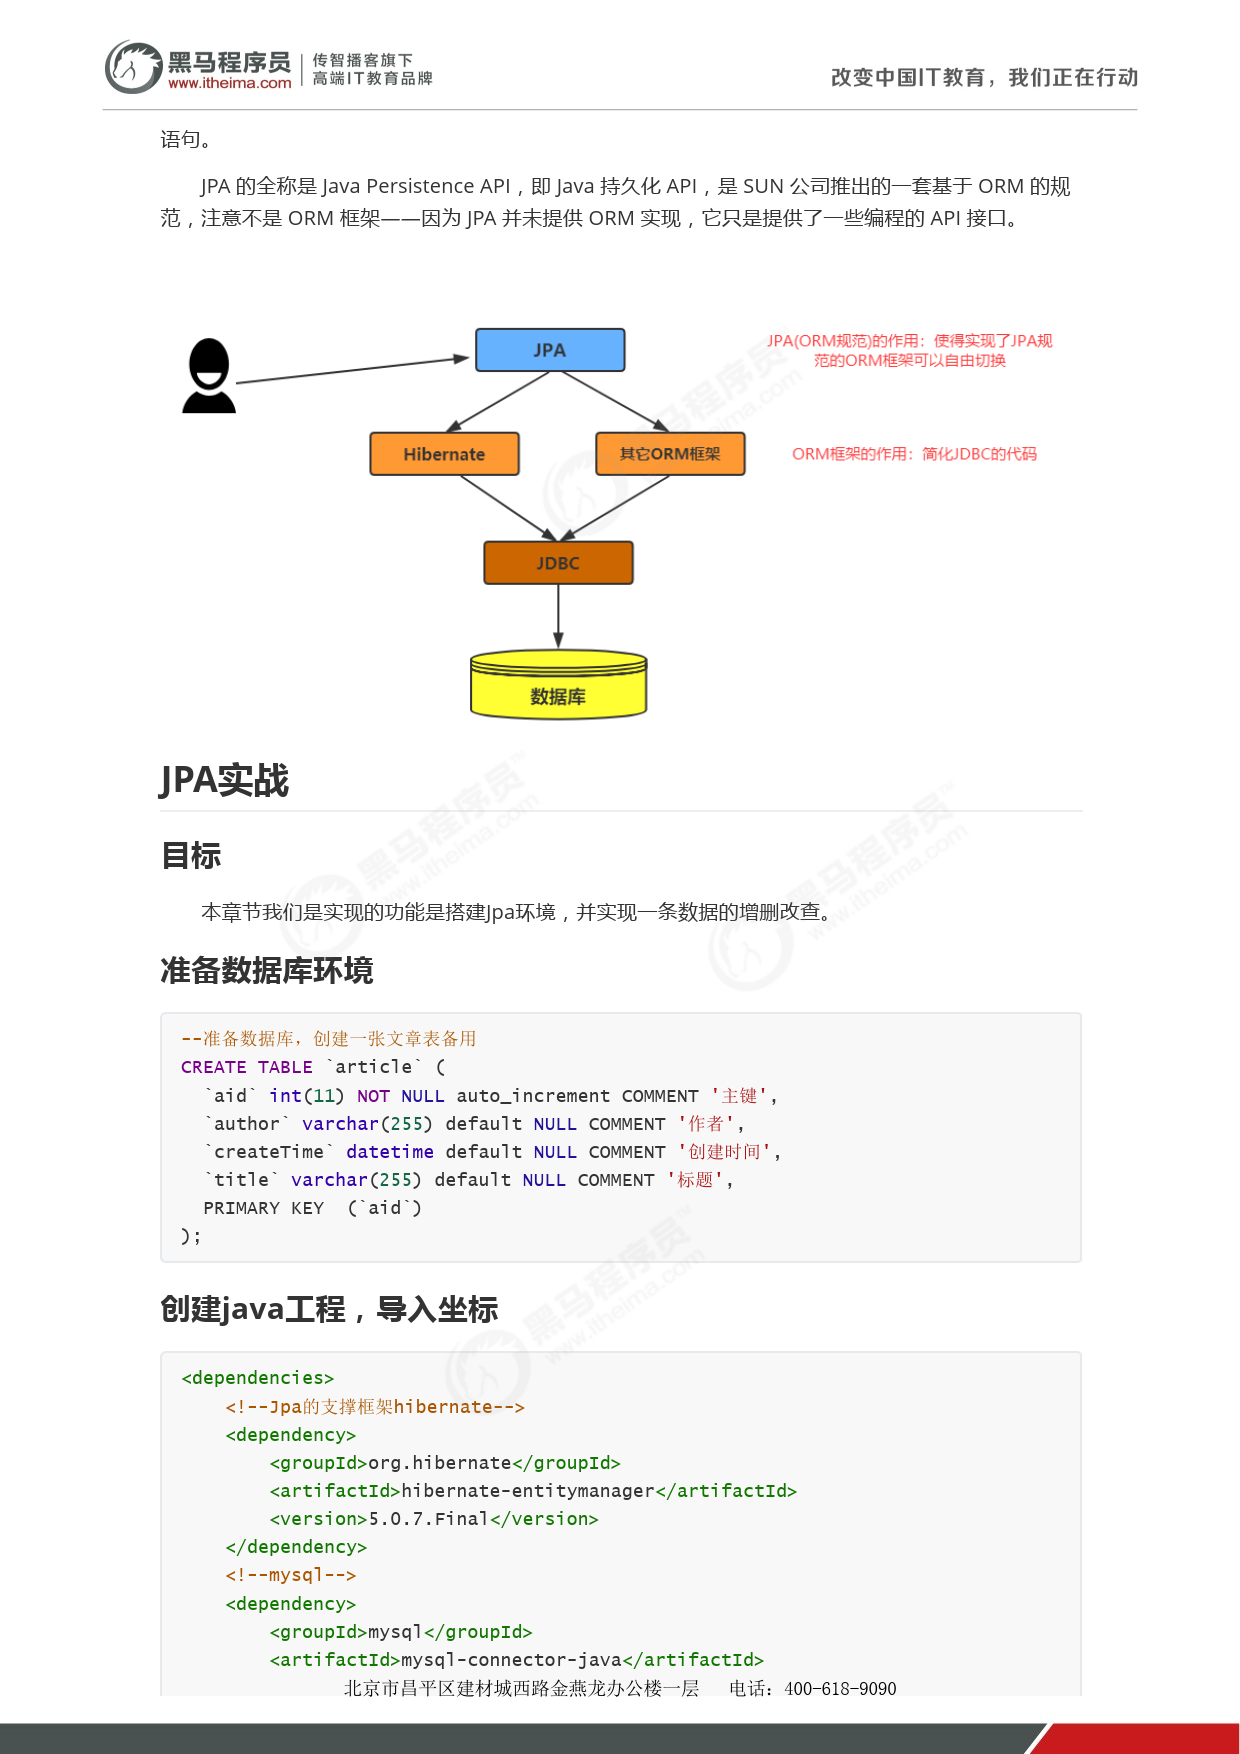 黑马程序员
www.itheima.com
传智播客旗下
高端IT教育品牌
改变中国IT教育，我们正在行动
语句。
JPA 的全称是 Java Persistence API，即 Java 持久化 API，是 SUN 公司推出的一套基于 ORM 的规
范，注意不是 ORM 框架——因为 JPA 并未提供 ORM 实现，它只是提供了一些编程的 API 接口。
JPA
JPA(ORM规范)的作用：使得实现了JPA规
范的ORM框架可以自由切换
Hibernate
其它ORM框架
ORM框架的作用：简化JDBC的代码
JDBC
数据库
JPA实战
目标
本章节我们是实现的功能是搭建Jpa环境，并实现一条数据的增删改查。
准备数据库环境
--准备数据库，创建一张文章表备用
CREATE TABLE `article` (
  `aid` int(11) NOT NULL auto_increment COMMENT '主键',
  `author` varchar(255) default NULL COMMENT '作者',
  `createTime` datetime default NULL COMMENT '创建时间',
  `title` varchar(255) default NULL COMMENT '标题',
  PRIMARY KEY  (`aid`)
);
创建java工程，导入坐标
<dependencies>
    <!--Jpa的支撑框架hibernate-->
    <dependency>
        <groupId>org.hibernate</groupId>
        <artifactId>hibernate-entitymanager</artifactId>
        <version>5.0.7.Final</version>
    </dependency>
    <!--mysql-->
    <dependency>
        <groupId>mysql</groupId>
        <artifactId>mysql-connector-java</artifactId>
北京市昌平区建材城西路金燕龙办公楼一层  电话：400-618-9090